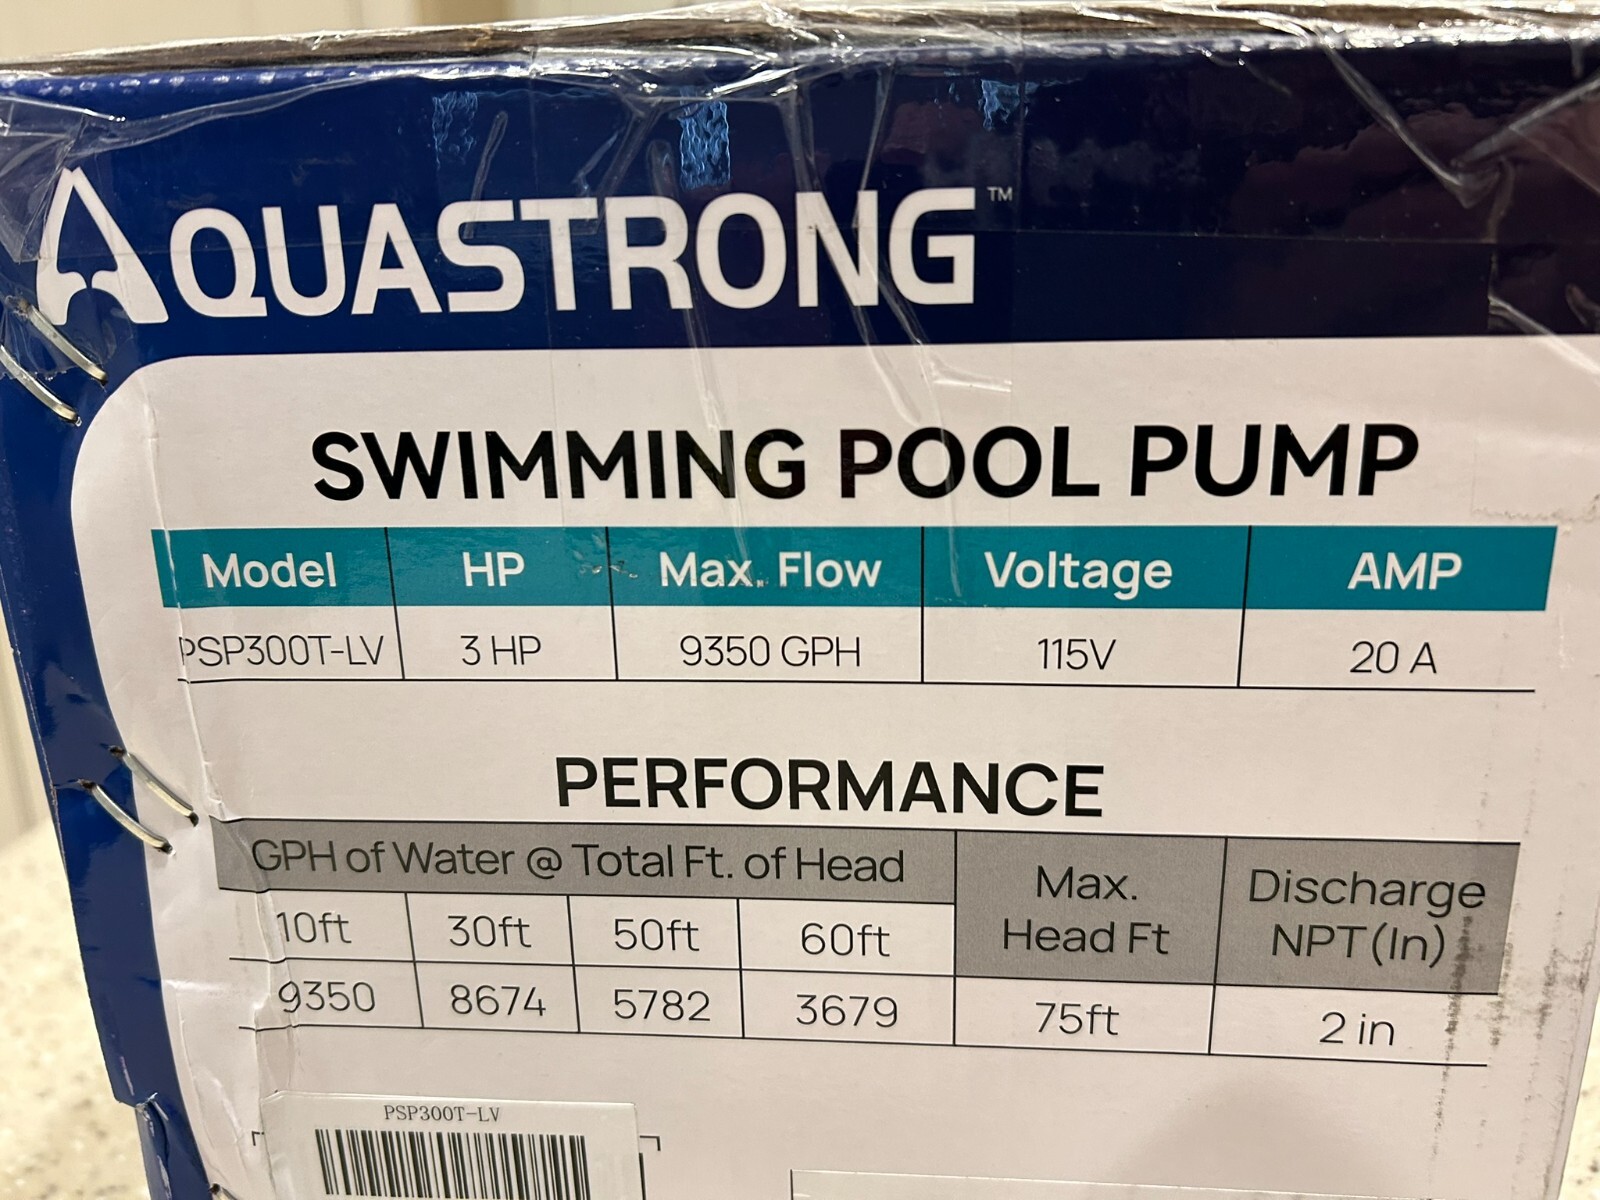 AQUASTRONG™
SWIMMING POOL PUMP
Model HP Max. Flow Voltage AMP
PSP300T-LV 3 HP 9350 GPH 115V 20 A
PERFORMANCE
GPH of Water @ Total Ft. of Head
Max. Head Ft
Discharge NPT(In)
10ft 30ft 50ft 60ft
9350 8674 5782 3679 75ft 2 in
PSP300T-LV